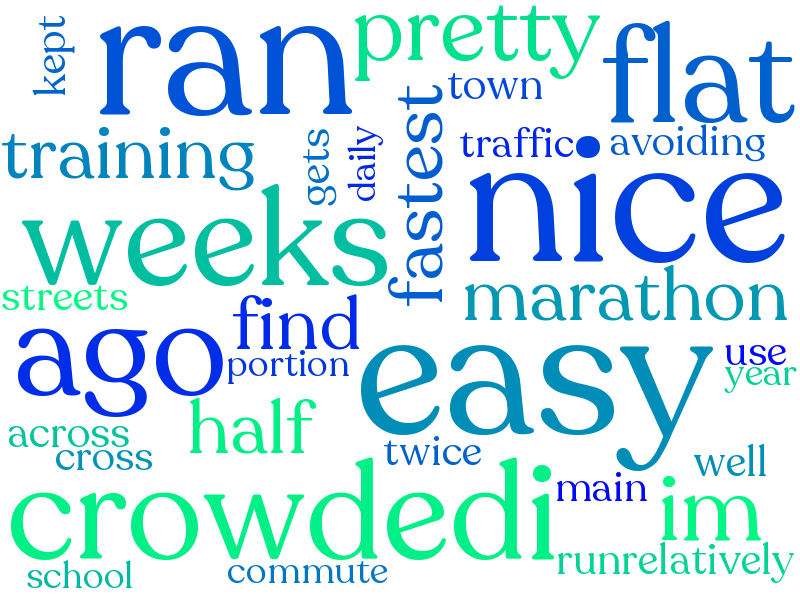 kept
ran
pretty
flat
town
training
gets
daily
fastest
traffic
avoiding
weeks
nice
streets
marathon
ago
find
portion
easy
use
year
across
cross
half
twice
well
crowdedi
main
im
school
commute
runrelatively